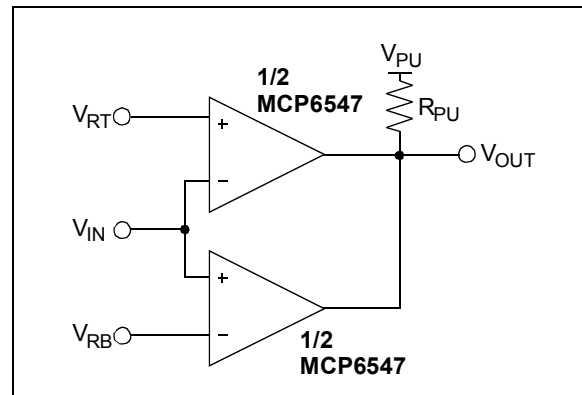 1/2
MCP6547
V_PU
R_PU
V_RT
+
−
V_OUT
V_IN
+
−
V_RB
1/2
MCP6547